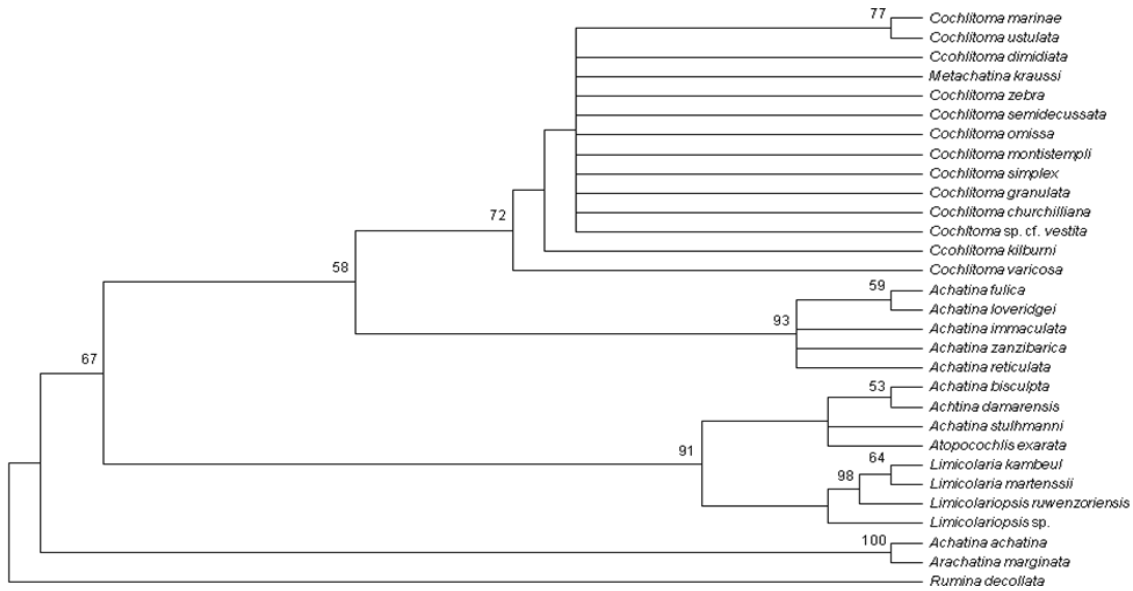 77
Cochlitoma marinae
Cochlitoma ustulata
Ccohlitoma dimidiata
Metachatina kraussi
Cochlitoma zebra
Cochlitoma semidecussata
Cochlitoma omissa
Cochlitoma montistempli
Cochlitoma simplex
Cochlitoma granulata
72
Cochlitoma churchilliana
Cochltoma sp. cf. vestita
Ccohlitoma kilburni
58
Cochlitoma varicosa
59
Achatina fulica
Achatina loveridgei
93
Achatina immaculata
Achatina zanzibarica
67
Achatina reticulata
53
Achatina bisculpta
Achtina damarensis
Achatina stulhmanni
91
Atopocochlis exarata
64
Limicolaria kambeul
98
Limicolaria martenssii
Limicolariopsis ruwenzoriensis
Limicolariopsis sp.
100
Achatina achatina
Arachatina marginata
Rumina decollata